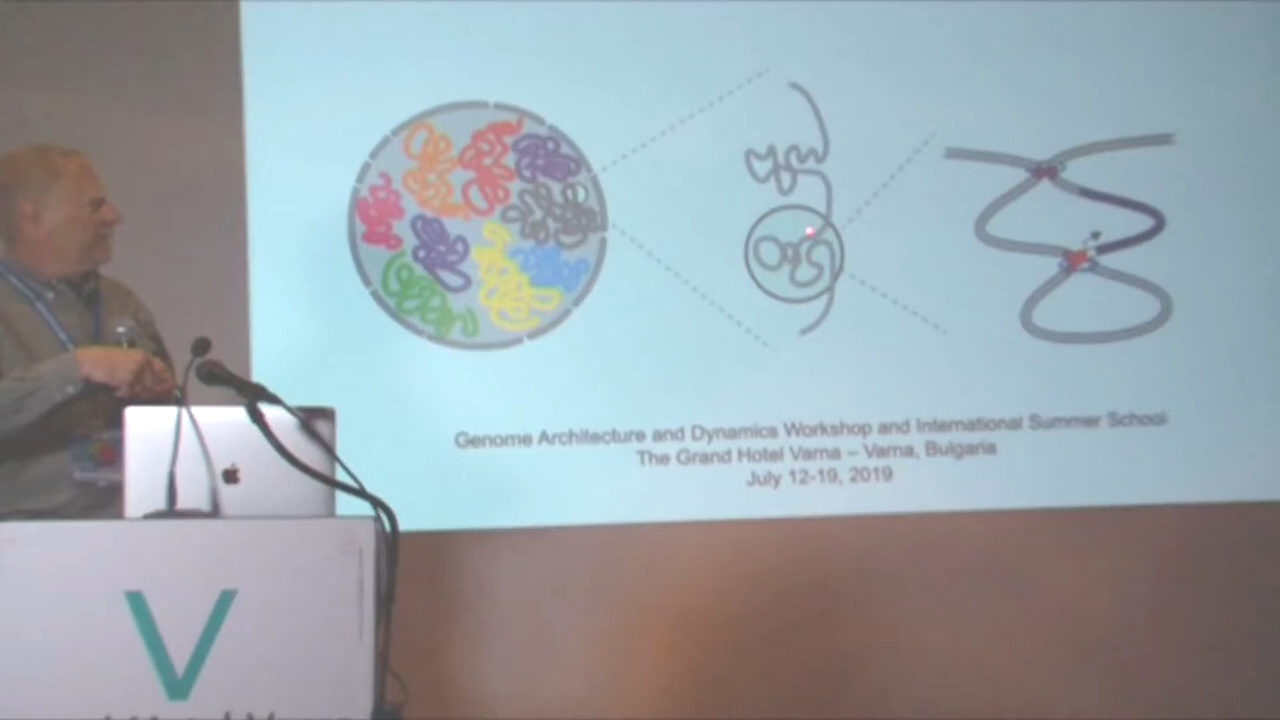 Genome Architecture and Dynamics Workshop and International Summer School
The Grand Hotel Varna – Varna, Bulgaria
July 12-19, 2019
V